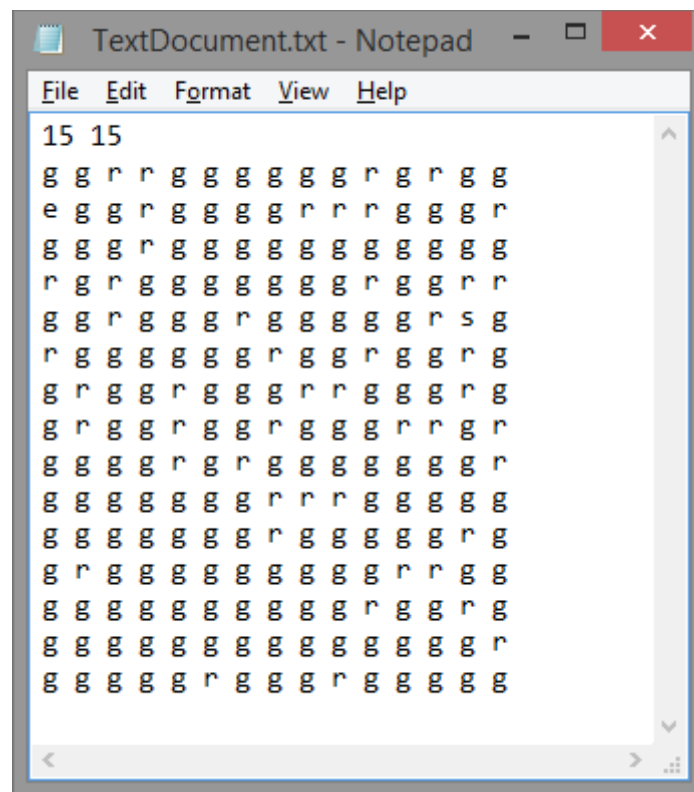 TextDocument.txt - Notepad
File Edit Format View Help
15 15
g g r r g g g g g g r g r g g
e g g r g g g g r r r g g g r
g g g r g g g g g g g g g g g
r g r g g g g g g g r g g r r
g g r g g g r g g g g g r s g
r g g g g g g r g g r g g r g
g r g g r g g g r r g g g r g
g r g g r g g r g g g r r g r
g g g g r g r g g g g g g g r
g g g g g g g r r r g g g g g
g g g g g g g r g g g g g r g
g r g g g g g g g g g r r g g
g g g g g g g g g g r g g r g
g g g g g g g g g g g g g g r
g g g g g r g g g r g g g g g